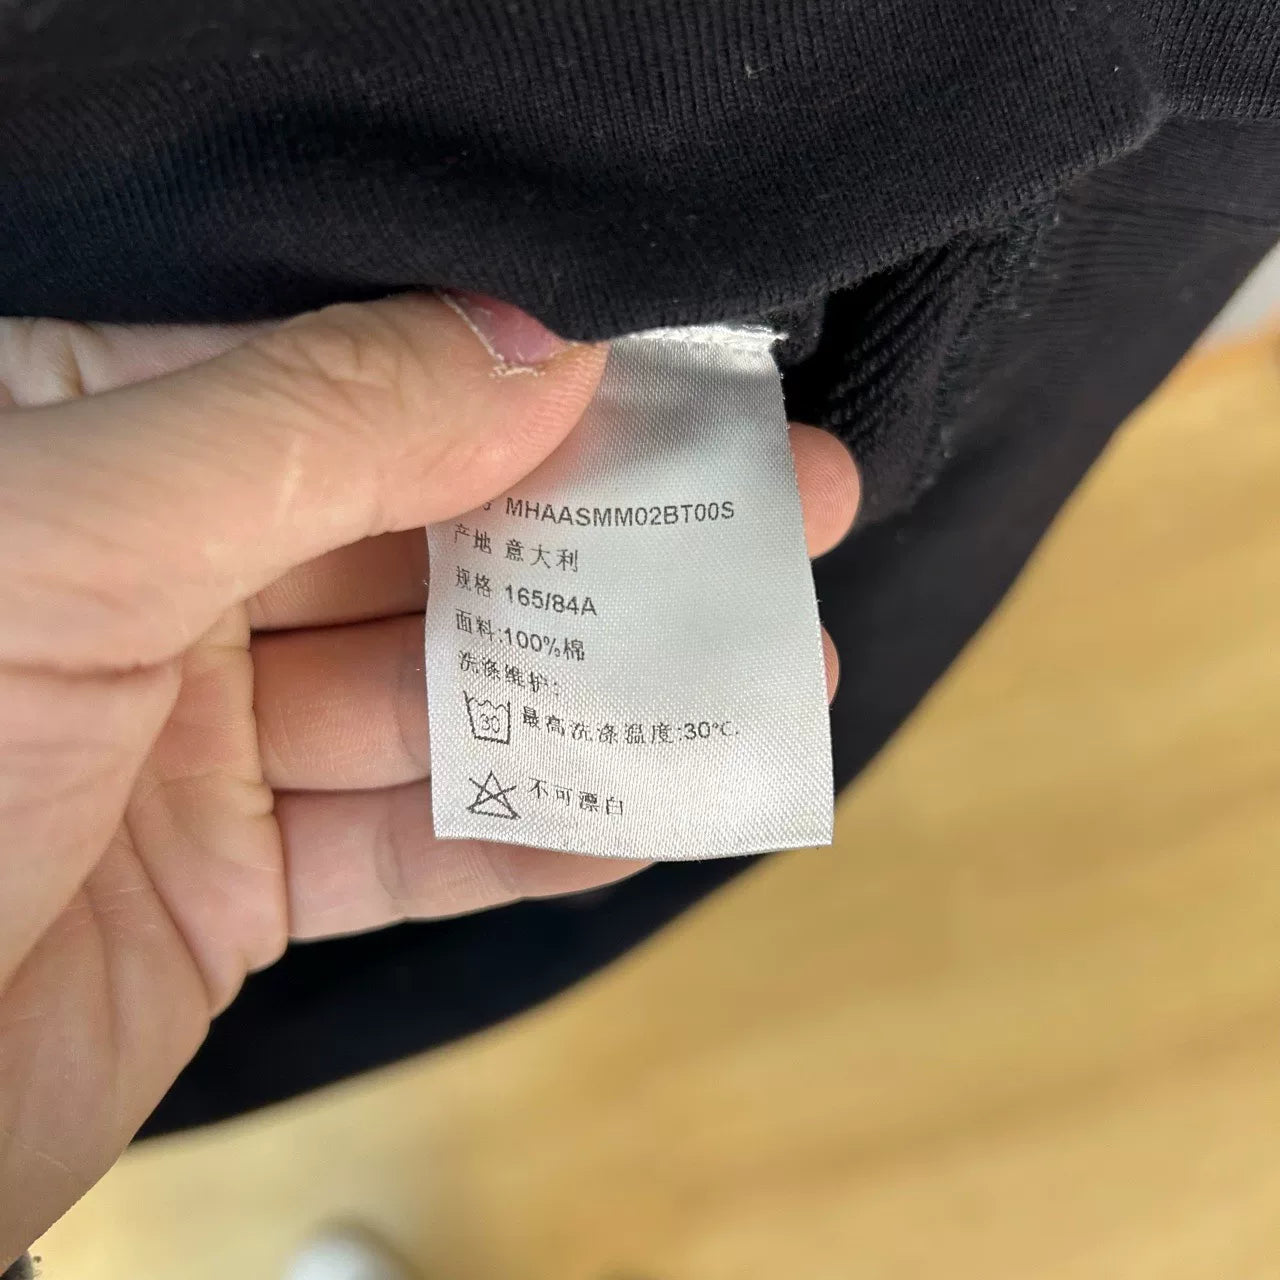 MHAASMM02BT00S
产地 意大利
规格 165/84A
面料:100%棉
洗涤维护:
30 最高洗涤温度:30℃.
不可漂白